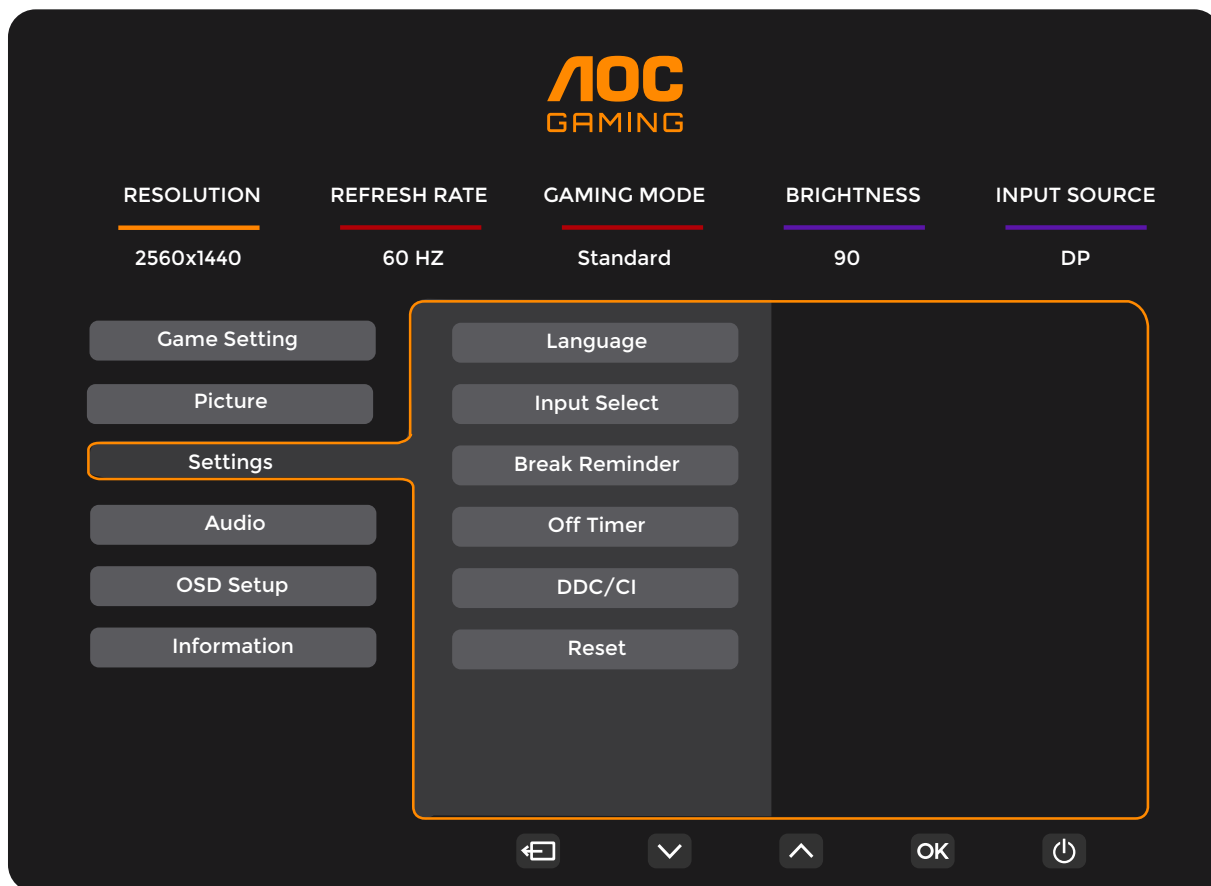 AOC
GAMING
RESOLUTION REFRESH RATE GAMING MODE BRIGHTNESS INPUT SOURCE
2560x1440 60 HZ Standard 90 DP
Game Setting
Picture
Settings
Audio
OSD Setup
Information
Language
Input Select
Break Reminder
Off Timer
DDC/CI
Reset
OK